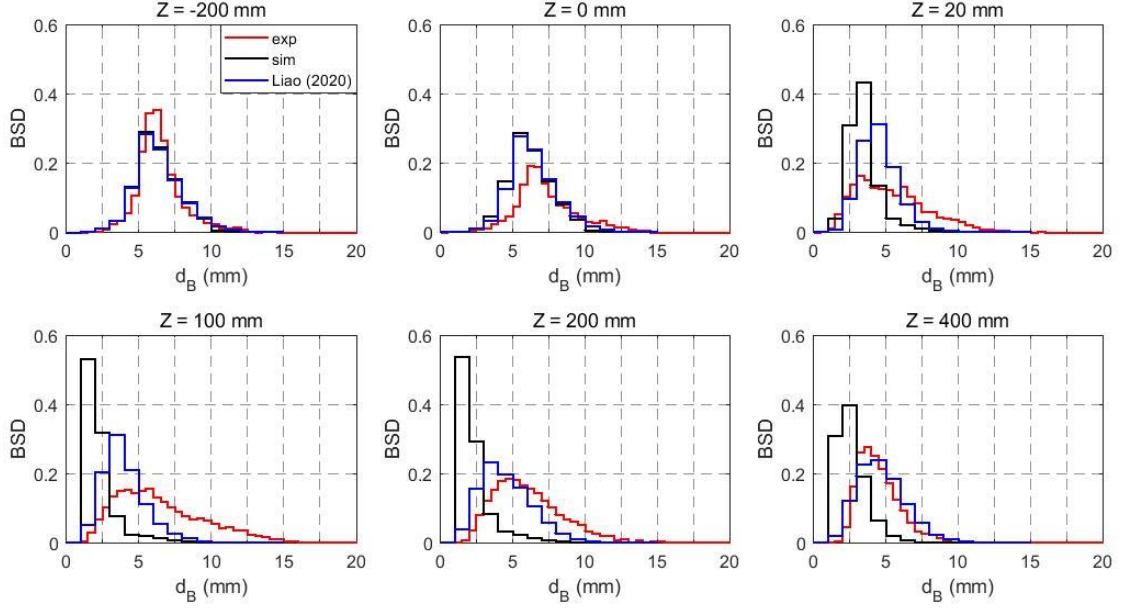 Z = -200 mm
Z = 0 mm
Z = 20 mm
0.6
0.4
0.2
0
BSD
exp
sim
Liao (2020)
0 5 10 15 20
d_B (mm)
0.6
0.4
0.2
0
BSD
0 5 10 15 20
d_B (mm)
0.6
0.4
0.2
0
BSD
0 5 10 15 20
d_B (mm)
Z = 100 mm
Z = 200 mm
Z = 400 mm
0.6
0.4
0.2
0
BSD
0 5 10 15 20
d_B (mm)
0.6
0.4
0.2
0
BSD
0 5 10 15 20
d_B (mm)
0.6
0.4
0.2
0
BSD
0 5 10 15 20
d_B (mm)